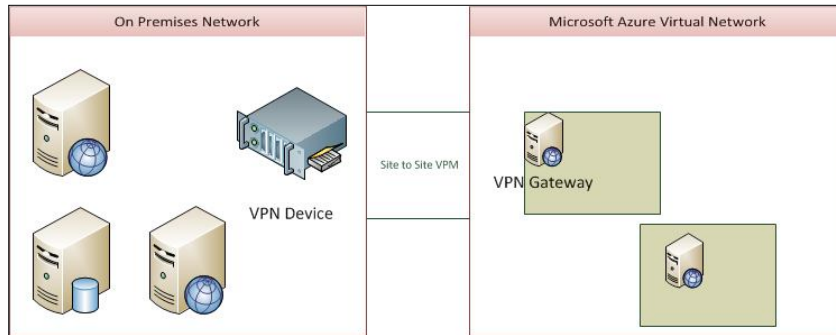 On Premises Network
Microsoft Azure Virtual Network
Site to Site VPM
VPN Gateway
VPN Device